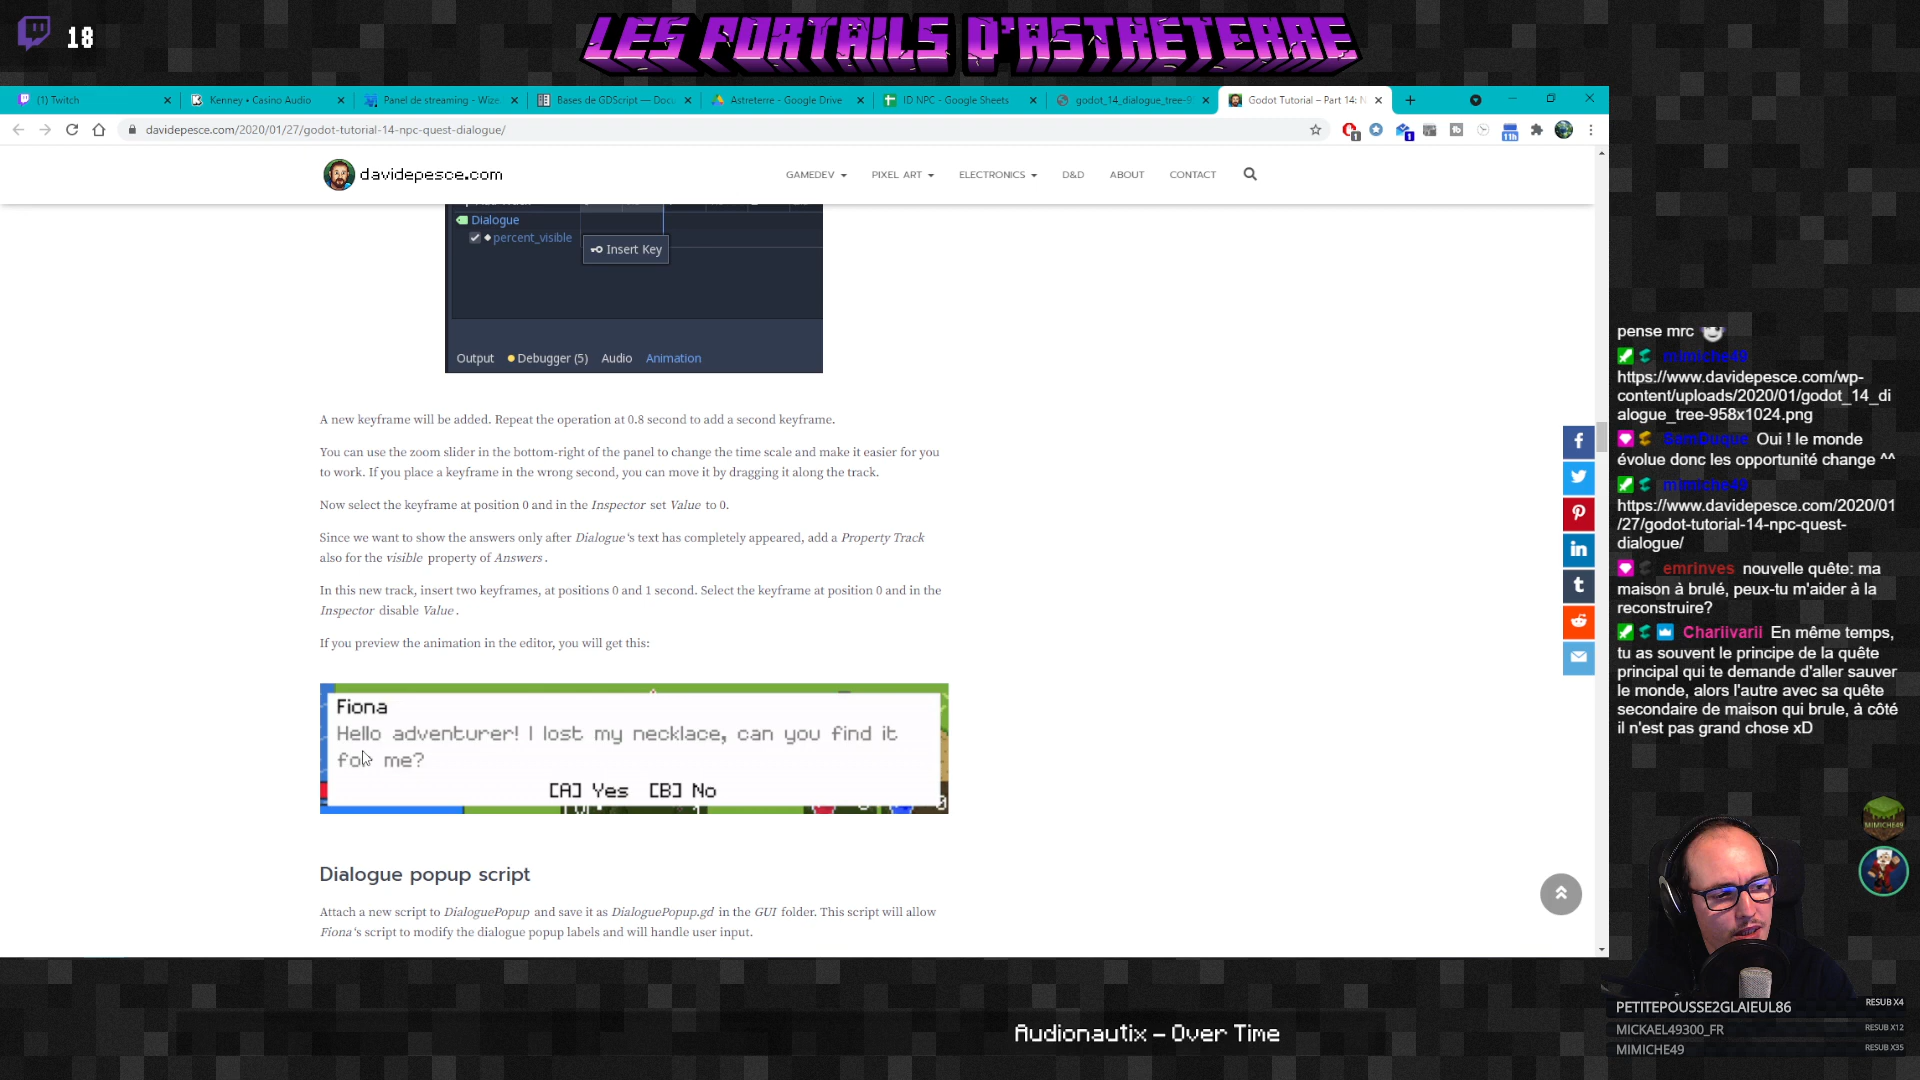 18
LES PORTAILS D'ASTRÉTERRE
(1) Twitch
Kenney • Casino Audio
Panel de streaming - Wize
Bases de GDScript — Docu
Astreterre - Google Drive
ID NPC - Google Sheets
godot_14_dialogue_tree-9
Godot Tutorial – Part 14: N
davidepesce.com/2020/01/27/godot-tutorial-14-npc-quest-dialogue/
davidepesce.com
GAMEDEV
PIXEL ART
ELECTRONICS
D&D
ABOUT
CONTACT
Dialogue
percent_visible
Insert Key
Output
Debugger (5)
Audio
Animation
A new keyframe will be added. Repeat the operation at 0.8 second to add a second keyframe.
You can use the zoom slider in the bottom-right of the panel to change the time scale and make it easier for you
to work. If you place a keyframe in the wrong second, you can move it by dragging it along the track.
Now select the keyframe at position 0 and in the Inspector set Value to 0.
Since we want to show the answers only after Dialogue's text has completely appeared, add a Property Track
also for the visible property of Answers.
In this new track, insert two keyframes, at positions 0 and 1 second. Select the keyframe at position 0 and in the
Inspector disable Value.
If you preview the animation in the editor, you will get this:
Fiona
Hello adventurer! I lost my necklace, can you find it
for me?
[A] Yes [B] No
Dialogue popup script
Attach a new script to DialoguePopup and save it as DialoguePopup.gd in the GUI folder. This script will allow
Fiona's script to modify the dialogue popup labels and will handle user input.
pense mrc
mimiche49
https://www.davidepesce.com/wp-
content/uploads/2020/01/godot_14_di
alogue_tree-958x1024.png
SamDuque Oui ! le monde
évolue donc les opportunité change ^^
mimiche49
https://www.davidepesce.com/2020/01
/27/godot-tutorial-14-npc-quest-
dialogue/
emrinves nouvelle quête: ma
maison à brulé, peux-tu m'aider à la
reconstruire?
Chariivarii En même temps,
tu as souvent le principe de la quête
principal qui te demande d'aller sauver
le monde, alors l'autre avec sa quête
secondaire de maison qui brule, à côté
il n'est pas grand chose xD
MIMICHE49
PETITEPOUSSE2GLAIEUL86 RESUB X4
MICKAEL49300_FR RESUB X12
MIMICHE49 RESUB X35
Audionautix – Over Time